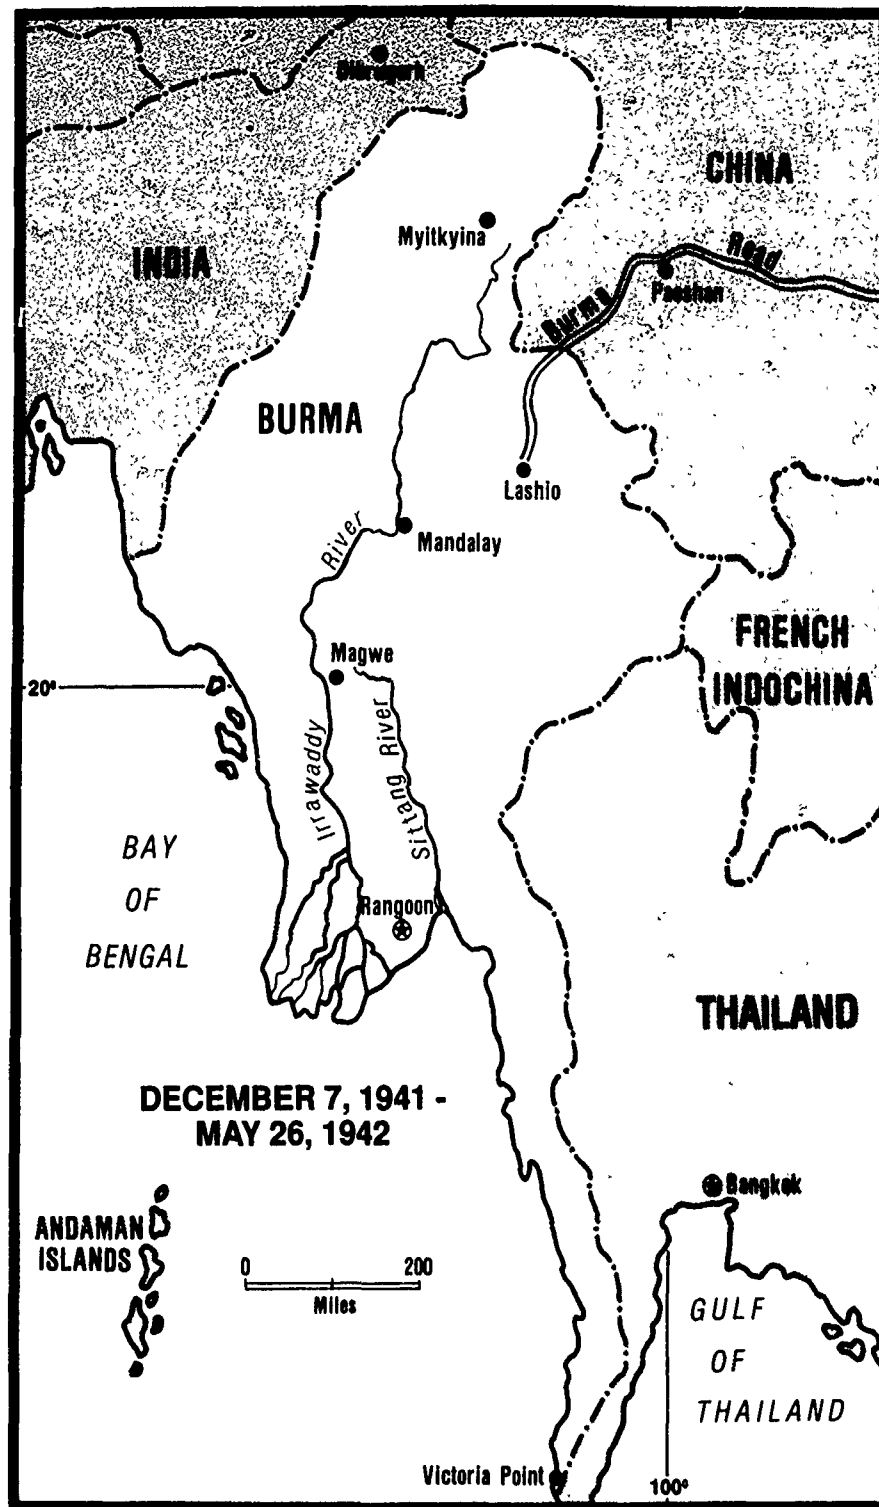 Dibrugarh
CHINA
Myitkyina
INDIA
Burma Road
Paoshan
BURMA
Lashio
River
Mandalay
FRENCH
INDOCHINA
Magwe
20°
Irrawaddy
Sittang River
BAY
OF
BENGAL
Rangoon
THAILAND
DECEMBER 7, 1941 -
MAY 26, 1942
Bangkok
ANDAMAN
ISLANDS
0 200
Miles
GULF
OF
THAILAND
Victoria Point
100°